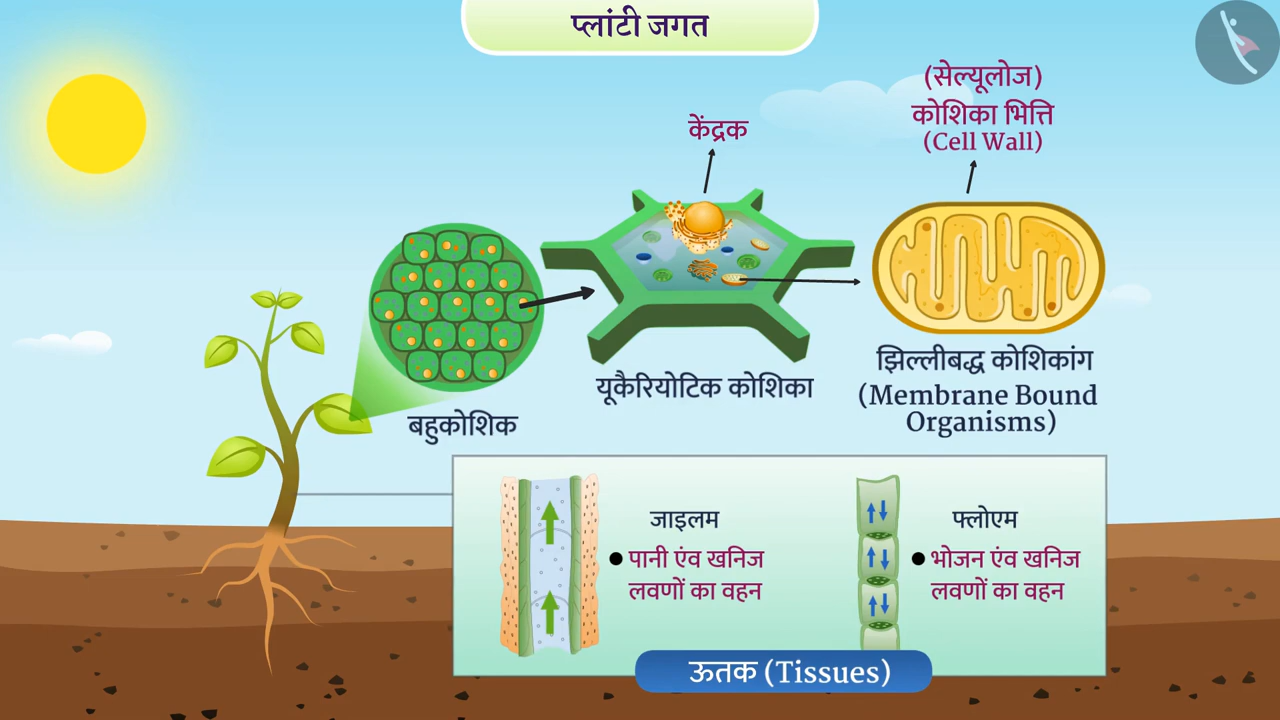 प्लांटी जगत
(सेल्यूलोज)
कोशिका भित्ति
(Cell Wall)
केंद्रक
झिल्लीबद्ध कोशिकांग
(Membrane Bound
Organisms)
यूकैरियोटिक कोशिका
बहुकोशिक
जाइलम
● पानी एंव खनिज
लवणों का वहन
फ्लोएम
● भोजन एंव खनिज
लवणों का वहन
ऊतक (Tissues)